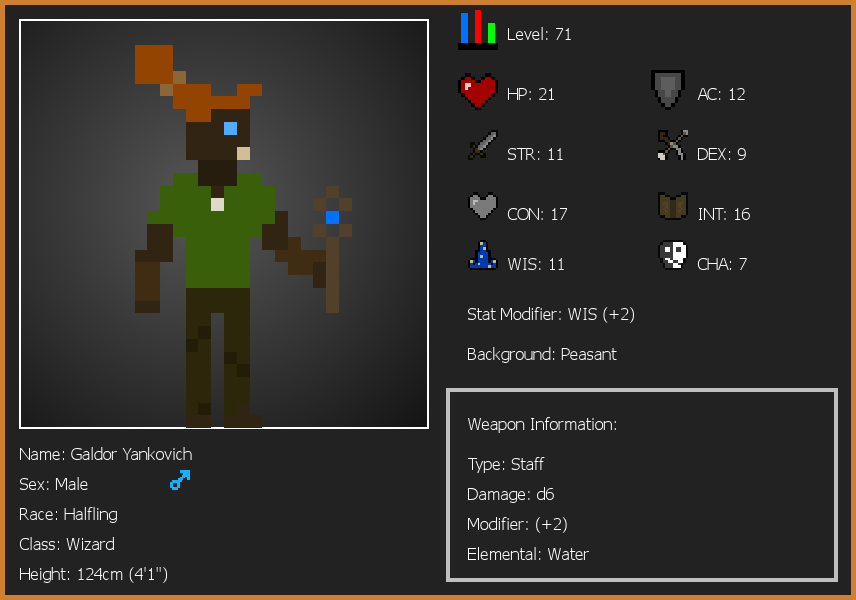 Level: 71
HP: 21
AC: 12
STR: 11
DEX: 9
CON: 17
INT: 16
WIS: 11
CHA: 7
Stat Modifier: WIS (+2)
Background: Peasant
Weapon Information:
Type: Staff
Damage: d6
Modifier: (+2)
Elemental: Water
Name: Galdor Yankovich
Sex: Male
Race: Halfling
Class: Wizard
Height: 124cm (4'1")